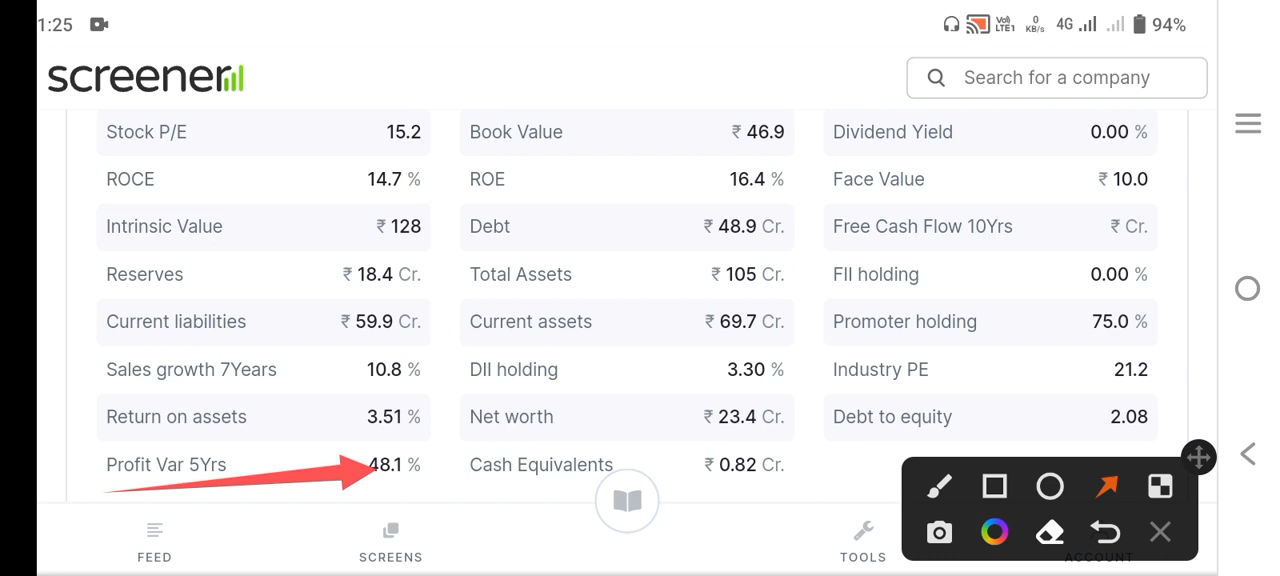 1:25 Vo) LTE1 0 KB/s 4G 94%
screener Search for a company
Stock P/E 15.2 Book Value ₹ 46.9 Dividend Yield 0.00 %
ROCE 14.7 % ROE 16.4 % Face Value ₹ 10.0
Intrinsic Value ₹ 128 Debt ₹ 48.9 Cr. Free Cash Flow 10Yrs ₹ Cr.
Reserves ₹ 18.4 Cr. Total Assets ₹ 105 Cr. FII holding 0.00 %
Current liabilities ₹ 59.9 Cr. Current assets ₹ 69.7 Cr. Promoter holding 75.0 %
Sales growth 7Years 10.8 % DII holding 3.30 % Industry PE 21.2
Return on assets 3.51 % Net worth ₹ 23.4 Cr. Debt to equity 2.08
Profit Var 5Yrs 48.1 % Cash Equivalents ₹ 0.82 Cr.
FEED SCREENS TOOLS ACCOUNT